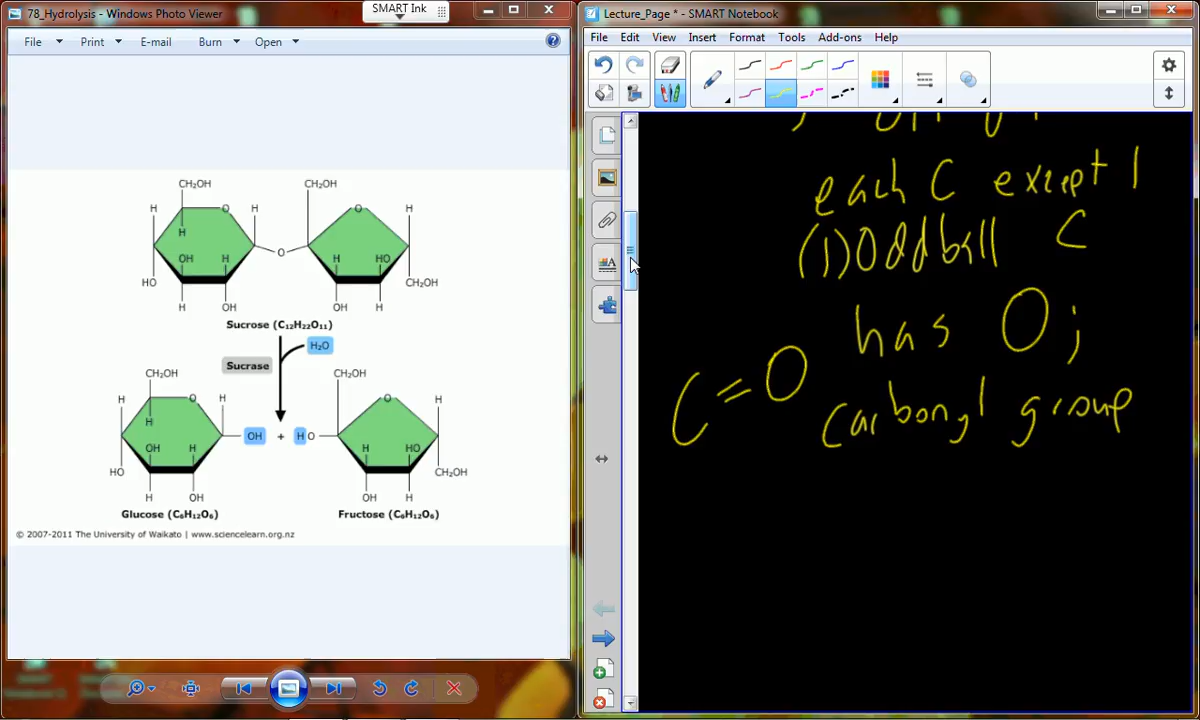 78_Hydrolysis - Windows Photo Viewer
SMART Ink
File Print E-mail Burn Open
CH₂OH CH₂OH
H O H O H
H
O
OH H H HO
HO CH₂OH
H OH OH H
Sucrose (C₁₂H₂₂O₁₁)
H₂O
Sucrase
CH₂OH CH₂OH
H O H O H
H
OH + H O
OH H H HO
HO CH₂OH
H OH OH H
Glucose (C₆H₁₂O₆) Fructose (C₆H₁₂O₆)
© 2007-2011 The University of Waikato | www.sciencelearn.org.nz
Lecture_Page * - SMART Notebook
File Edit View Insert Format Tools Add-ons Help
each C except 1
(1) Oddball C
has O;
C=O carbonyl group